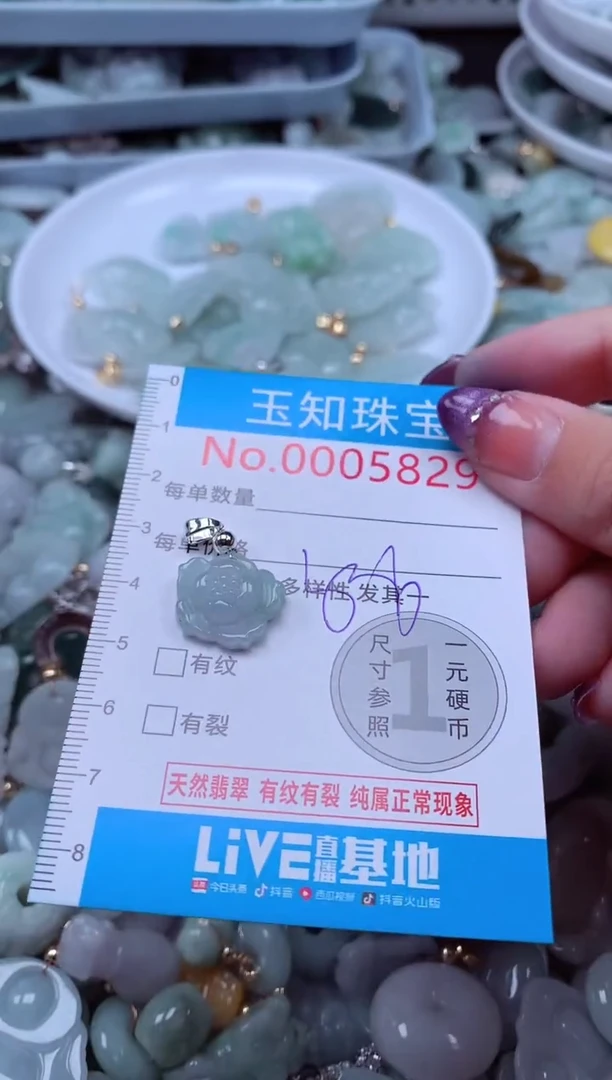 玉知珠宝
No.0005829
每单数量
每单价格
多样性 发其一
有纹
有裂
尺寸参照
1
一元硬币
天然翡翠 有纹有裂 纯属正常现象
LiVE直播基地
今日头条 抖音 西瓜视频 抖音火山版
0
1
2
3
4
5
6
7
8